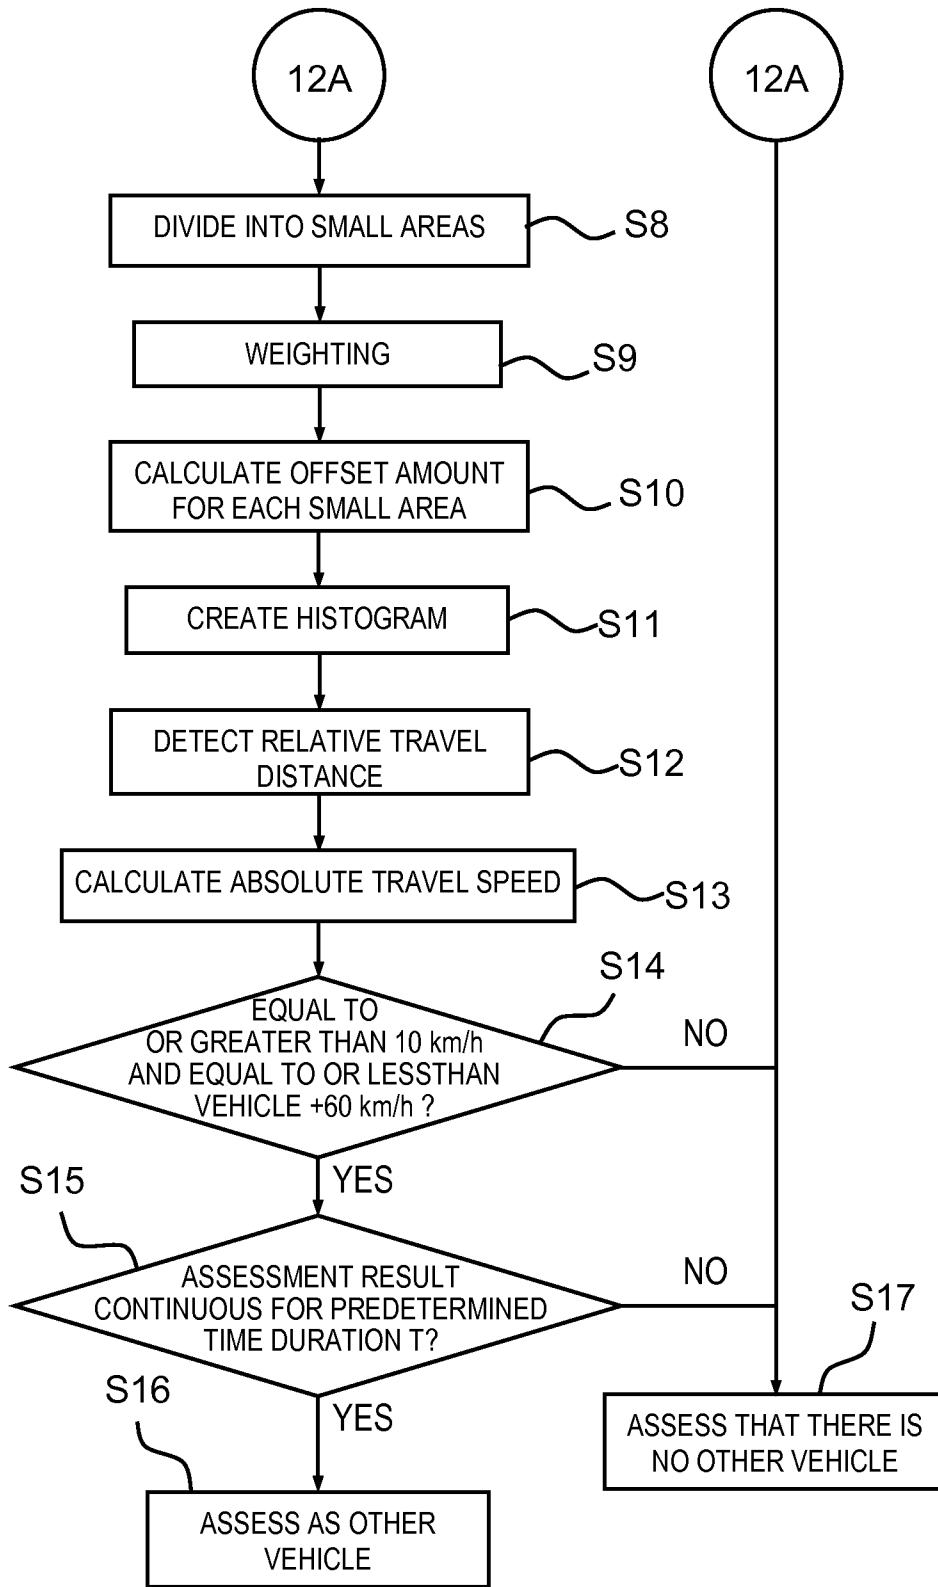 12A
12A
DIVIDE INTO SMALL AREAS
S8
WEIGHTING
S9
CALCULATE OFFSET AMOUNT
FOR EACH SMALL AREA
S10
CREATE HISTOGRAM
S11
DETECT RELATIVE TRAVEL
DISTANCE
S12
CALCULATE ABSOLUTE TRAVEL SPEED
S13
S14
EQUAL TO
OR GREATER THAN 10 km/h
AND EQUAL TO OR LESSTHAN
VEHICLE +60 km/h ?
NO
YES
S15
ASSESSMENT RESULT
CONTINUOUS FOR PREDETERMINED
TIME DURATION T?
NO
YES
S16
ASSESS AS OTHER
VEHICLE
S17
ASSESS THAT THERE IS
NO OTHER VEHICLE